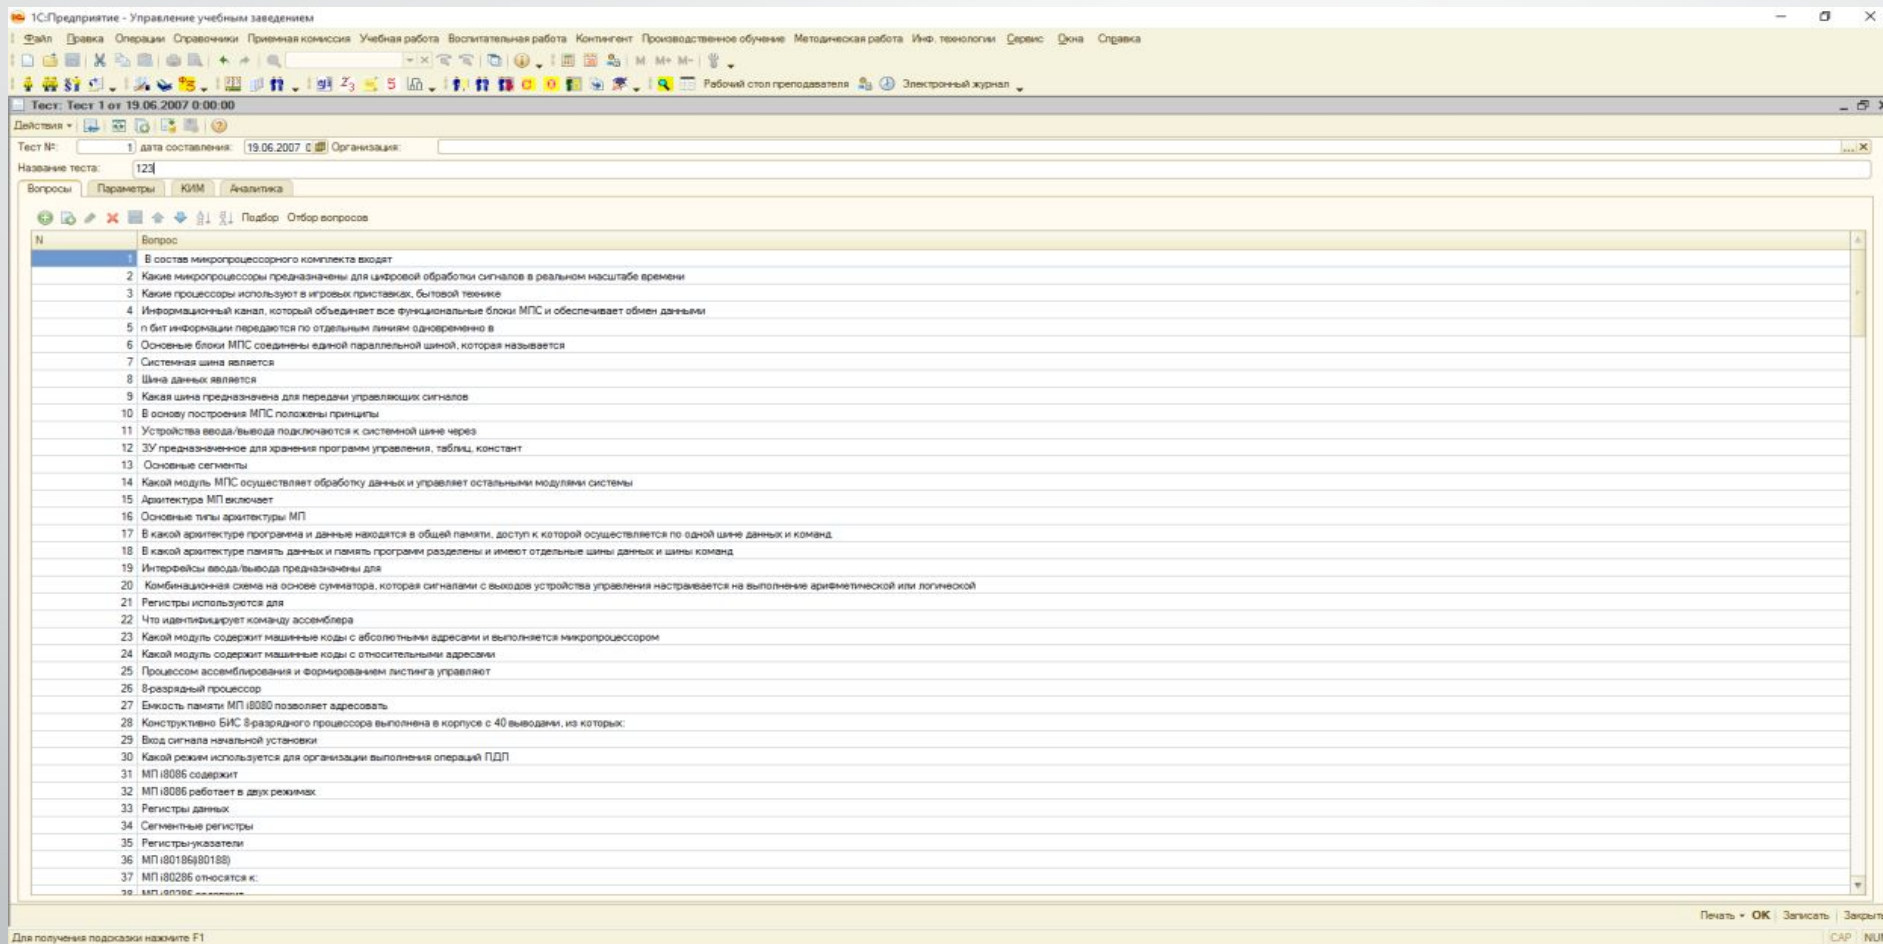 1С:Предприятие - Управление учебным заведением
Файл Правка Операции Справочники Приемная комиссия Учебная работа Воспитательная работа Контингент Производственное обучение Методическая работа Инф. технологии Сервис Окна Справка
M M+ M-
5 Рабочий стол преподавателя Электронный журнал
Тест: Тест 1 от 19.06.2007 0:00:00
Действия
Тест №: 1 дата составления: 19.06.2007 0 Организация:
Название теста: 123
Вопросы Параметры КИМ Аналитика
Подбор Отбор вопросов
N Вопрос
1 В состав микропроцессорного комплекта входят
2 Какие микропроцессоры предназначены для цифровой обработки сигналов в реальном масштабе времени
3 Какие процессоры используют в игровых приставках, бытовой технике
4 Информационный канал, который объединяет все функциональные блоки МПС и обеспечивает обмен данными
5 n бит информации передаются по отдельным линиям одновременно в
6 Основные блоки МПС соединены единой параллельной шиной, которая называется
7 Системная шина является
8 Шина данных является
9 Какая шина предназначена для передачи управляющих сигналов
10 В основу построения МПС положены принципы
11 Устройства ввода/вывода подключаются к системной шине через
12 ЗУ предназначенное для хранения программ управления, таблиц, констант
13 Основные сегменты
14 Какой модуль МПС осуществляет обработку данных и управляет остальными модулями системы
15 Архитектура МП включает
16 Основные типы архитектуры МП
17 В какой архитектуре программа и данные находятся в общей памяти, доступ к которой осуществляется по одной шине данных и команд
18 В какой архитектуре память данных и память программ разделены и имеют отдельные шины данных и шины команд
19 Интерфейсы ввода/вывода предназначены для
20 Комбинационная схема на основе сумматора, которая сигналами с выходов устройства управления настраивается на выполнение арифметической или логической
21 Регистры используются для
22 Что идентифицирует команду ассемблера
23 Какой модуль содержит машинные коды с абсолютными адресами и выполняется микропроцессором
24 Какой модуль содержит машинные коды с относительными адресами
25 Процессом ассемблирования и формированием листинга управляют
26 8-разрядный процессор
27 Емкость памяти МП i8080 позволяет адресовать
28 Конструктивно БИС 8-разрядного процессора выполнена в корпусе с 40 выводами, из которых:
29 Вход сигнала начальной установки
30 Какой режим используется для организации выполнения операций ПДП
31 МП i8086 содержит
32 МП i8086 работает в двух режимах
33 Регистры данных
34 Сегментные регистры
35 Регистры-указатели
36 МП i80186(i80188)
37 МП i80286 относятся к:
38 МП i80286 содержит
Печать OK Записать Закрыть
Для получения подсказки нажмите F1 CAP NUM